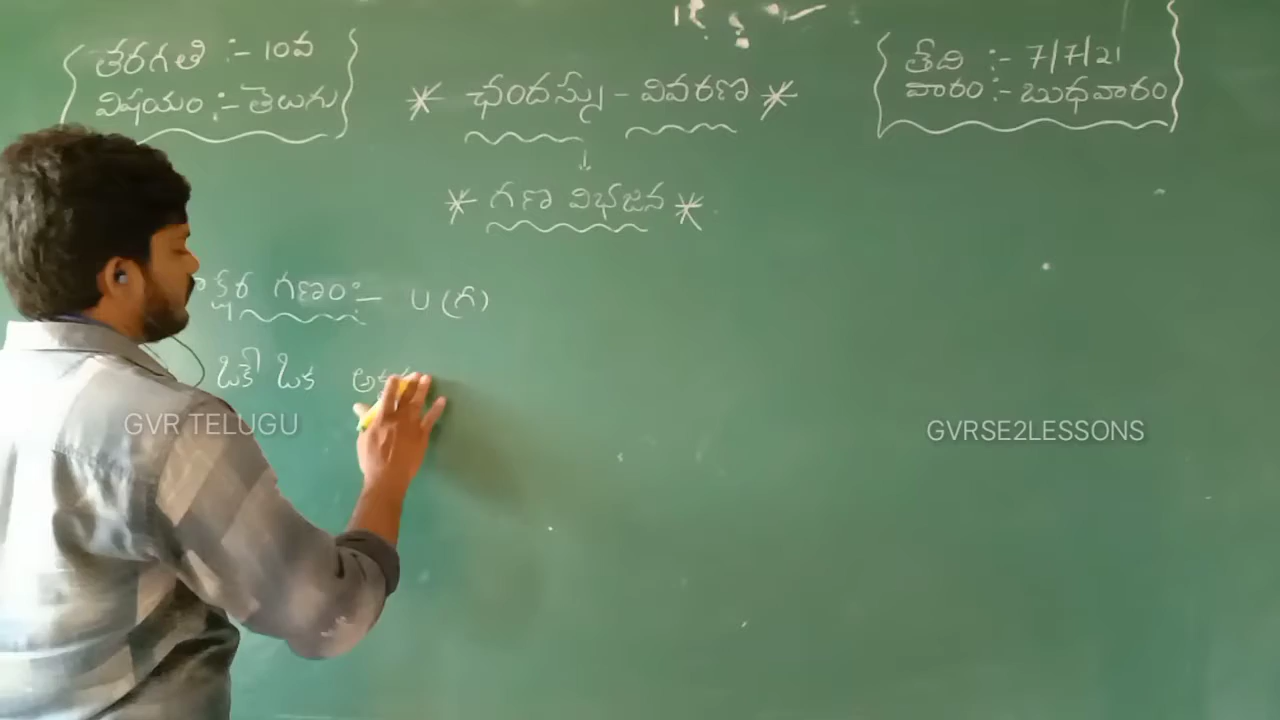 తరగతి :- 10వ
విషయం :- తెలుగు
* ఛందస్సు - వివరణ *
తేది :- 7/7/21
వారం :- బుధవారం
* గణ విభజన *
గణం :- U (గ)
ఒకే ఒక
GVR TELUGU
GVRSE2LESSONS